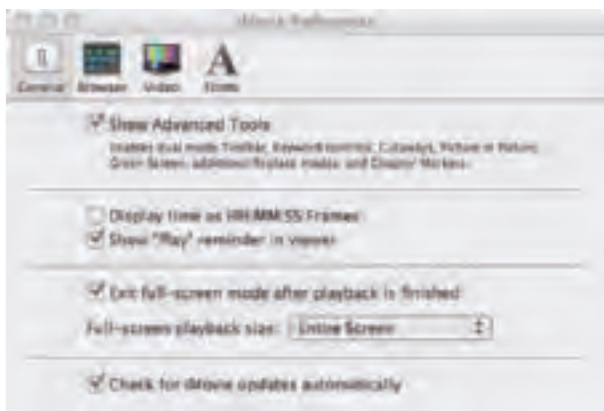 iMovie Preferences
General Browser Video Fonts
Show Advanced Tools
Enables dual-mode Toolbar, Keyword controls, Cutaways, Picture in Picture,
Green Screen, additional Replace modes, and Chapter Markers.
Display time as HH:MM:SS:Frames
Show "Play" reminder in viewer
Exit full-screen mode after playback is finished
Full-screen playback size: Entire Screen
Check for iMovie updates automatically